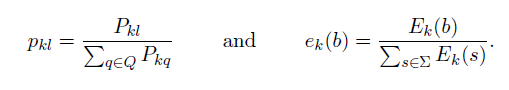 p_{kl} = \frac{P_{kl}}{\sum_{q \in Q} P_{kq}} and e_k(b) = \frac{E_k(b)}{\sum_{s \in \Sigma} E_k(s)}.